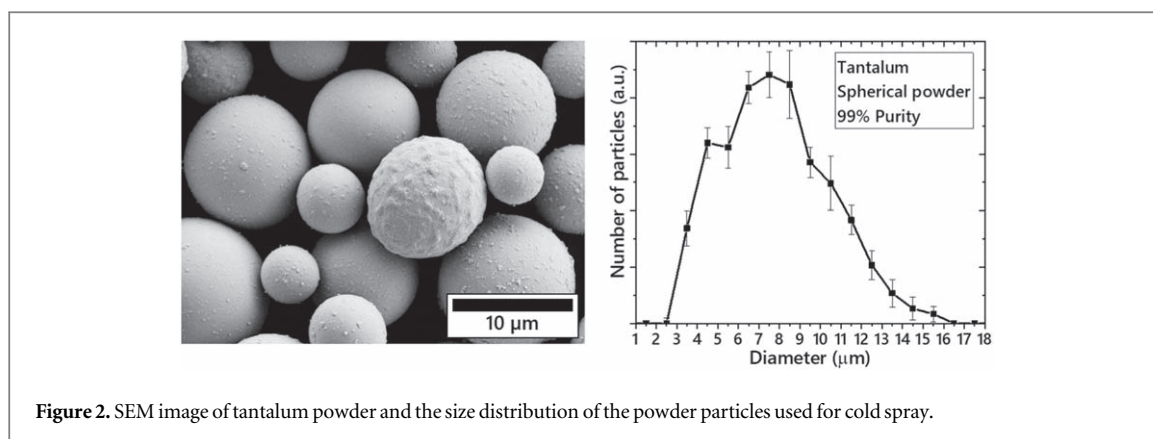 10 µm
Number of particles (a.u.)
Tantalum
Spherical powder
99% Purity
1 2 3 4 5 6 7 8 9 10 11 12 13 14 15 16 17 18
Diameter (µm)
Figure 2. SEM image of tantalum powder and the size distribution of the powder particles used for cold spray.